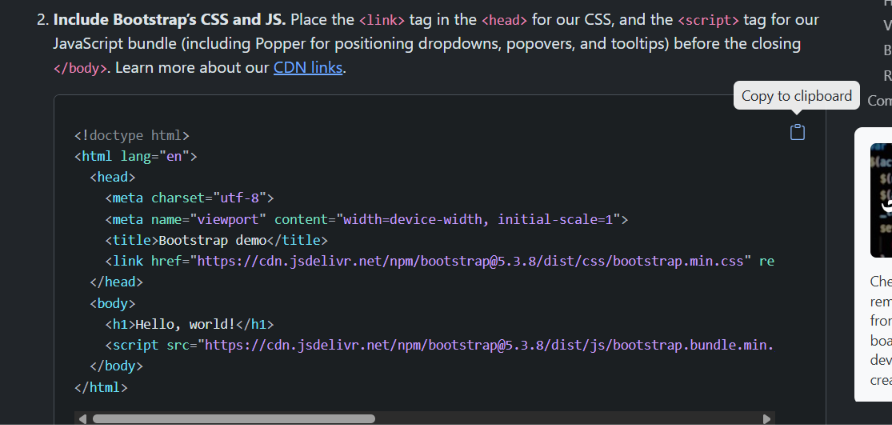 2. Include Bootstrap’s CSS and JS. Place the <link> tag in the <head> for our CSS, and the <script> tag for our
JavaScript bundle (including Popper for positioning dropdowns, popovers, and tooltips) before the closing
</body>. Learn more about our CDN links.
Copy to clipboard
<!doctype html>
<html lang="en">
  <head>
    <meta charset="utf-8">
    <meta name="viewport" content="width=device-width, initial-scale=1">
    <title>Bootstrap demo</title>
    <link href="https://cdn.jsdelivr.net/npm/bootstrap@5.3.8/dist/css/bootstrap.min.css" re
  </head>
  <body>
    <h1>Hello, world!</h1>
    <script src="https://cdn.jsdelivr.net/npm/bootstrap@5.3.8/dist/js/bootstrap.bundle.min.
  </body>
</html>
V
B
R
Com
Che
rem
from
boa
dev
crea